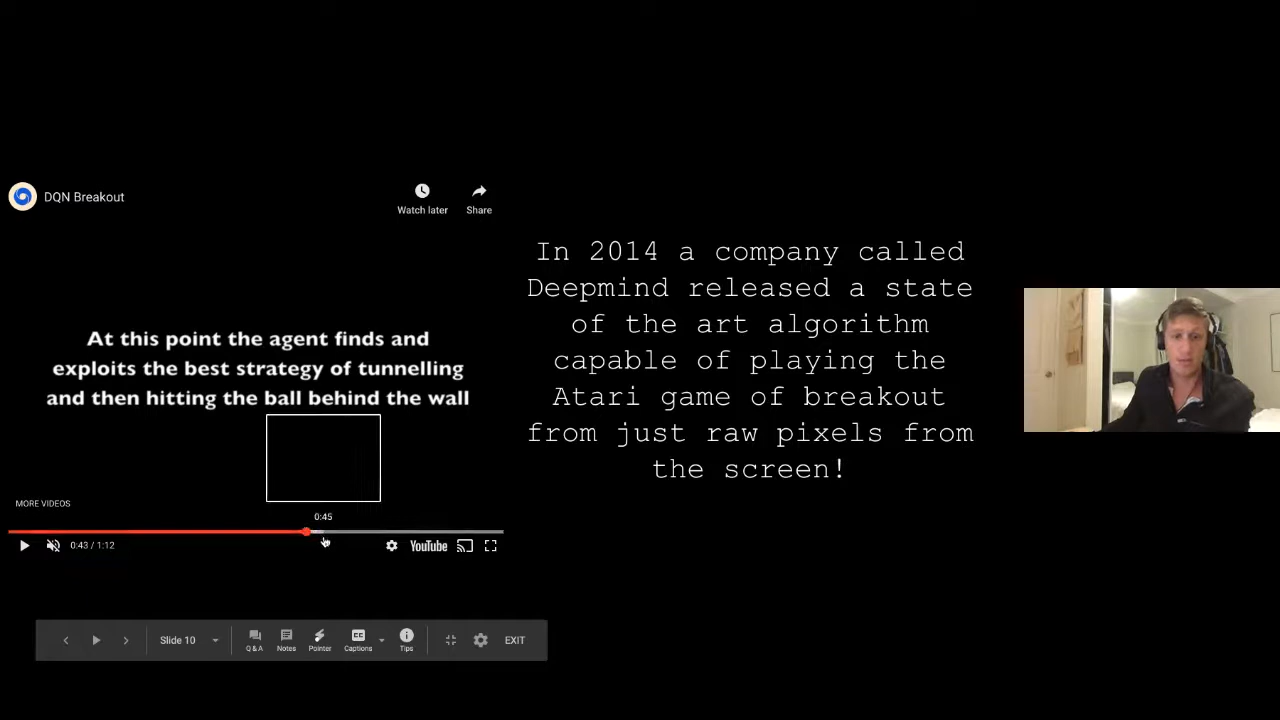 DQN Breakout
Watch later
Share
At this point the agent finds and
exploits the best strategy of tunnelling
and then hitting the ball behind the wall
MORE VIDEOS
0:45
0:43 / 1:12
YouTube
In 2014 a company called
Deepmind released a state
of the art algorithm
capable of playing the
Atari game of breakout
from just raw pixels from
the screen!
Slide 10
Q & A
Notes
Pointer
CC
Captions
Tips
EXIT